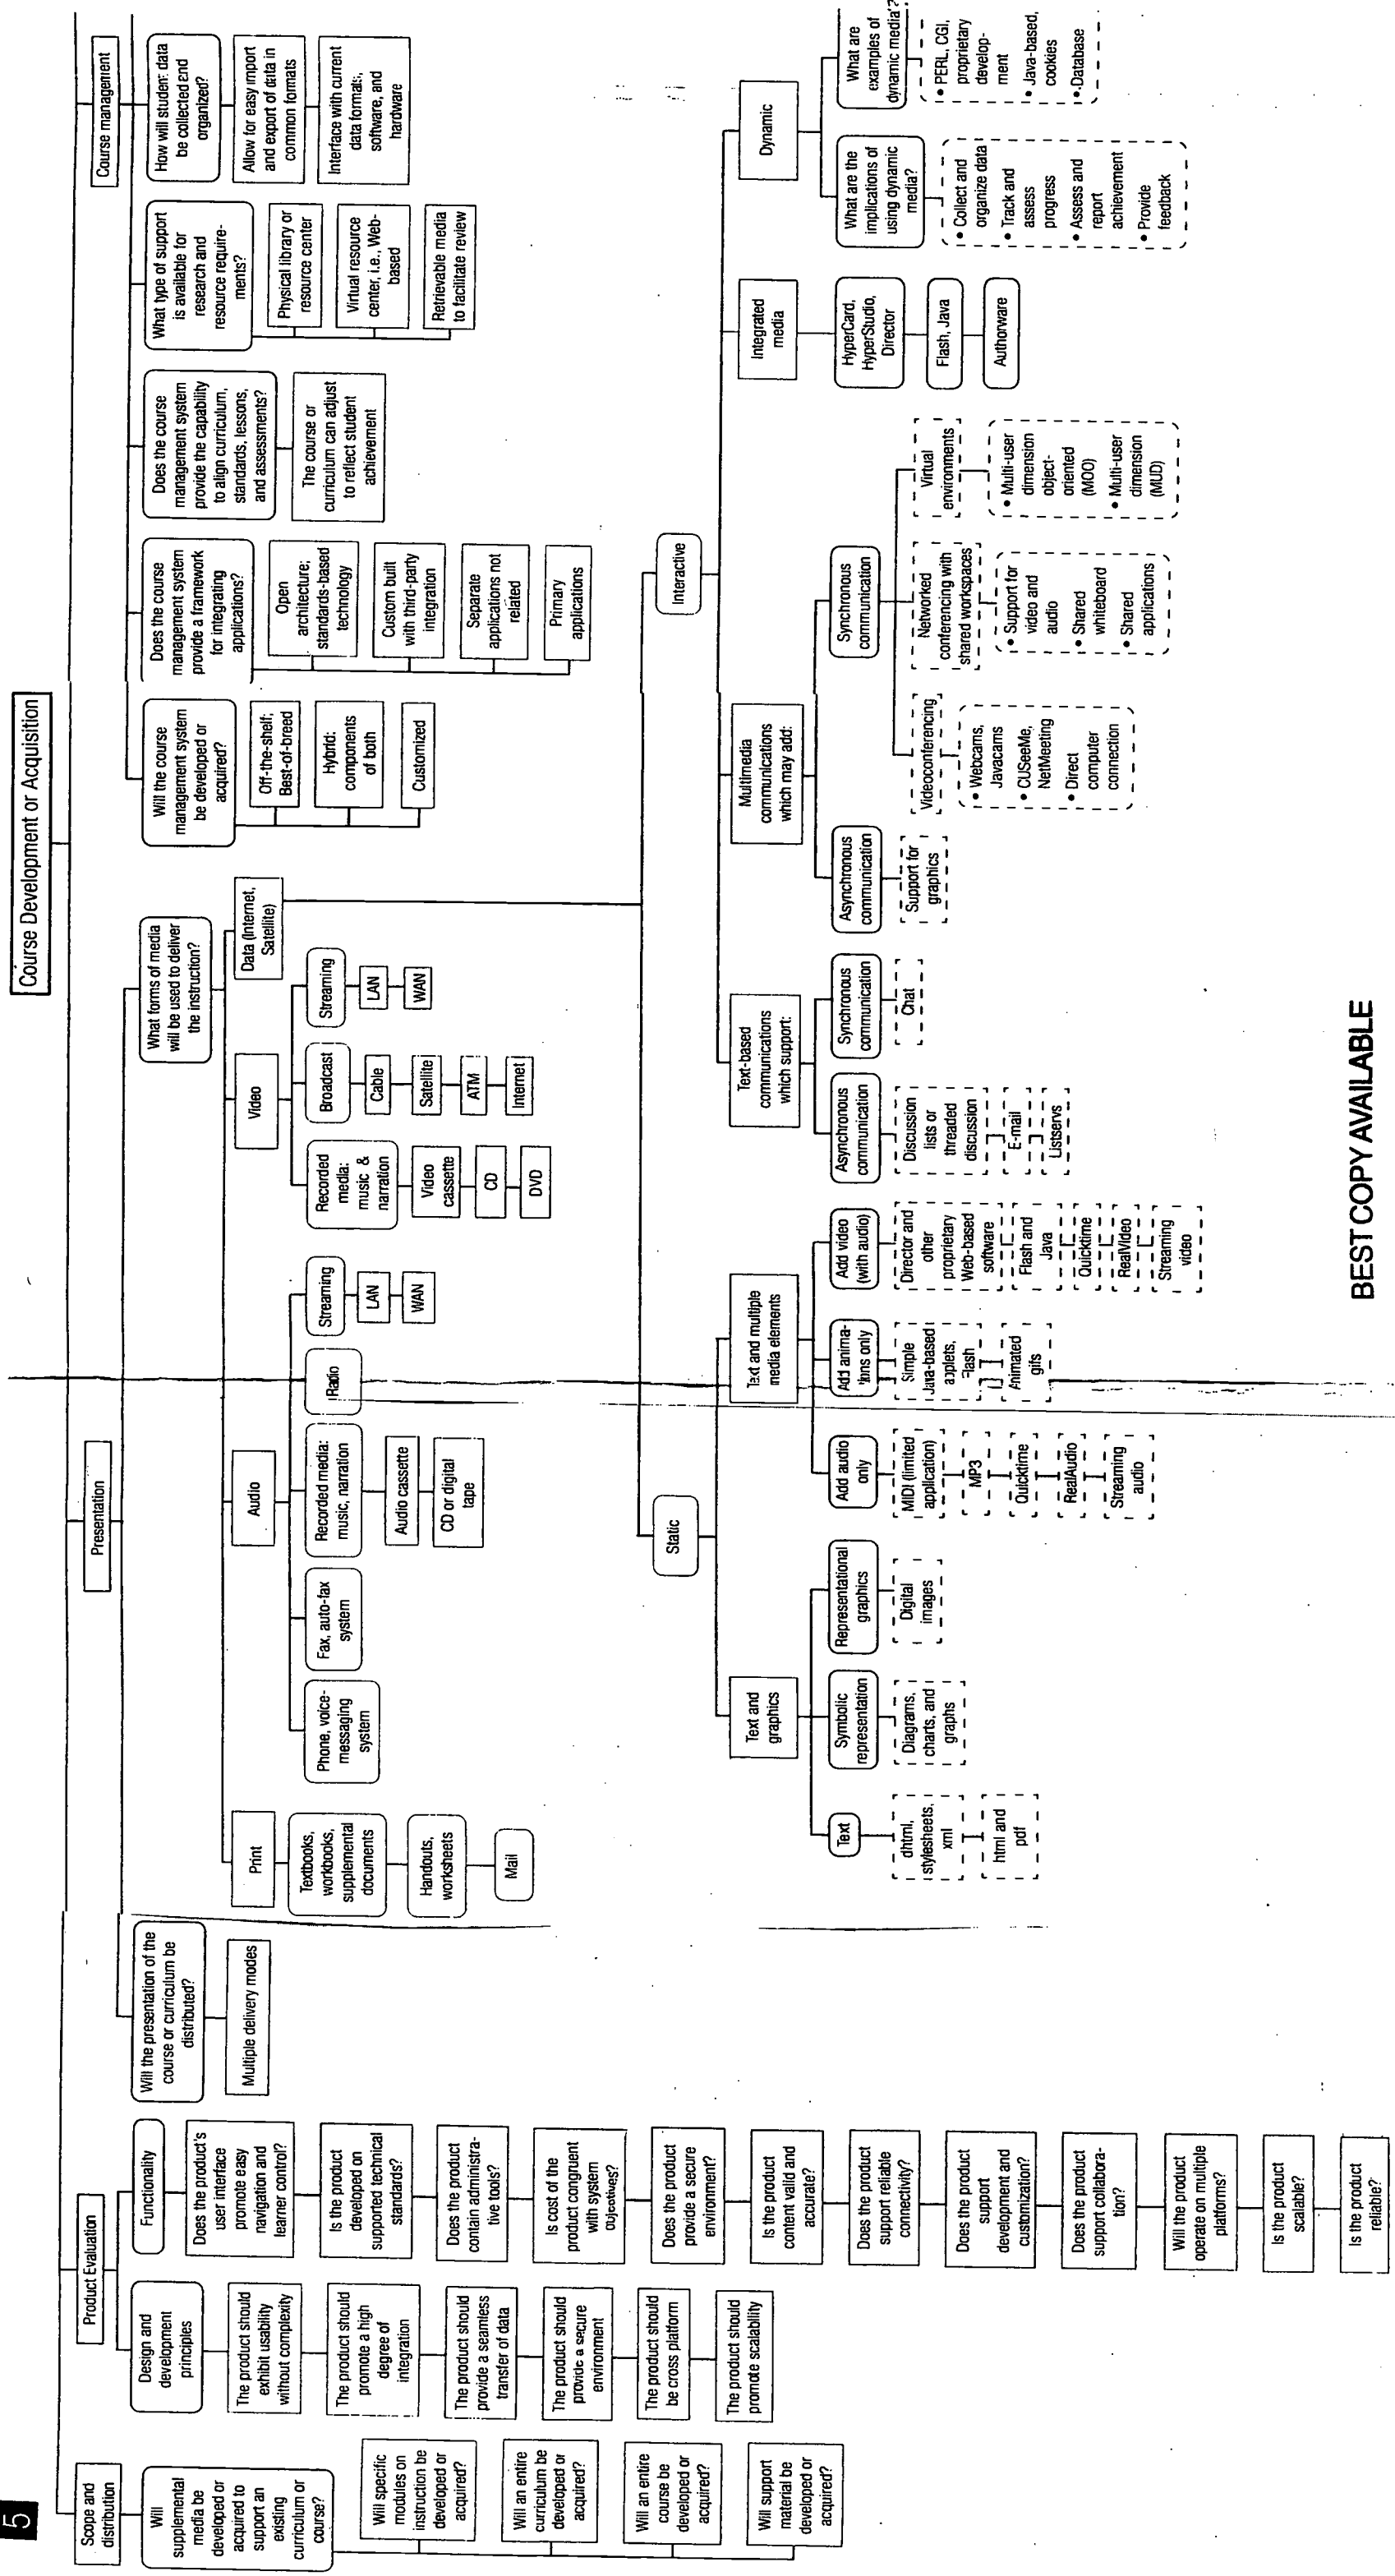 5
Course Development or Acquisition
Scope and
distribution
Will
supplemental
media be
developed or
acquired to
support an
existing
curriculum or
course?
Will specific
modules on
instruction be
developed or
acquired?
Will an entire
curriculum be
developed or
acquired?
Will an entire
course be
developed or
acquired?
Will support
material be
developed or
acquired?
Product Evaluation
Design and
development
principles
The product should
exhibit usability
without complexity
The product should
promote a high
degree of
integration
The product should
provide a seamless
transfer of data
The product should
provide a secure
environment
The product should
be cross platform
The product should
promote scalability
Functionality
Does the product's
user interface
promote easy
navigation and
learner control?
Is the product
developed on
supported technical
standards?
Does the product
contain administra-
tive tools?
Is cost of the
product congruent
with system
objectives?
Does the product
provide a secure
environment?
Is the product
content valid and
accurate?
Does the product
support reliable
connectivity?
Does the product
support
development and
customization?
Does the product
support collabora-
tion?
Will the product
operate on multiple
platforms?
Is the product
scalable?
Is the product
reliable?
Presentation
Will the presentation of the
course or curriculum be
distributed?
Multiple delivery modes
What forms of media
will be used to deliver
the instruction?
Print
Textbooks,
workbooks,
supplemental
documents
Handouts,
worksheets
Mail
Audio
Phone, voice-
messaging
system
Fax, auto-fax
system
Recorded media:
music, narration
Audio cassette
CD or digital
tape
Radio
Streaming
LAN
WAN
Video
Recorded
media:
music &
narration
Video
cassette
CD
DVD
Broadcast
Cable
Satellite
ATM
Internet
Streaming
LAN
WAN
Data (Internet,
Satellite)
Static
Text and
graphics
Text
dhtml,
stylesheets,
xml
html and
pdf
Symbolic
representation
Diagrams,
charts, and
graphs
Representational
graphics
Digital
images
Text and multiple
media elements
Add audio
only
MIDI (limited
application)
MP3
Quicktime
RealAudio
Streaming
audio
Add anima-
tions only
Simple
Java-based
applets,
Flash
Animated
gifs
Add video
(with audio)
Director and
other
proprietary
Web-based
software
Flash and
Java
Quicktime
RealVideo
Streaming
video
Interactive
Text-based
communications
which support:
Asynchronous
communication
Discussion
lists or
threaded
discussion
E-mail
Listservs
Synchronous
communication
Chat
Multimedia
communications
which may add:
Asynchronous
communication
Support for
graphics
Synchronous
communication
Videoconferencing
• Webcams,
Javacams
• CUSeeMe,
NetMeeting
• Direct
computer
connection
Networked
conferencing with
shared workspaces
• Support for
video and
audio
• Shared
whiteboard
• Shared
applications
Virtual
environments
• Multi-user
dimension
object-
oriented
(MOO)
• Multi-user
dimension
(MUD)
Integrated
media
HyperCard,
HyperStudio,
Director
Flash, Java
Authorware
Dynamic
What are the
implications of
using dynamic
media?
• Collect and
organize data
• Track and
assess
progress
• Assess and
report
achievement
• Provide
feedback
What are
examples of
dynamic media?
• PERL, CGI,
proprietary
develop-
ment
• Java-based,
cookies
• Database
Course management
Will the course
management system
be developed or
acquired?
Off-the-shelf;
Best-of-breed
Hybrid:
components
of both
Customized
Does the course
management system
provide a framework
for integrating
applications?
Open
architecture;
standards-based
technology
Custom built
with third-party
integration
Separate
applications not
related
Primary
applications
Does the course
management system
provide the capability
to align curriculum,
standards, lessons,
and assessments?
The course or
curriculum can adjust
to reflect student
achievement
What type of support
is available for
research and
resource require-
ments?
Physical library or
resource center
Virtual resource
center, i.e., Web-
based
Retrievable media
to facilitate review
How will student data
be collected and
organized?
Allow for easy import
and export of data in
common formats
Interface with current
data formats, software, and
hardware
BEST COPY AVAILABLE